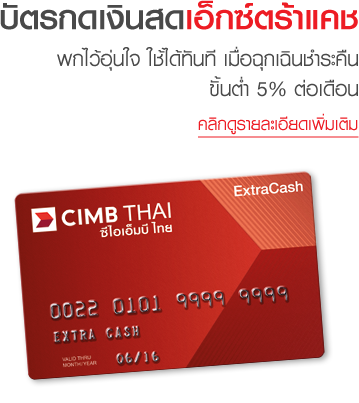 บัตรกดเงินสดเอ็กซ์ตร้าแคช
พกไว้อุ่นใจ ใช้ได้ทันที เมื่อฉุกเฉินชำระคืน
ขั้นต่ำ 5% ต่อเดือน
คลิกดูรายละเอียดเพิ่มเติม
ExtraCash
CIMB THAI
ซีไอเอ็มบี ไทย
0022 0101 9999 9999
EXTRA CASH
VALID THRU
MONTH/YEAR 06/16